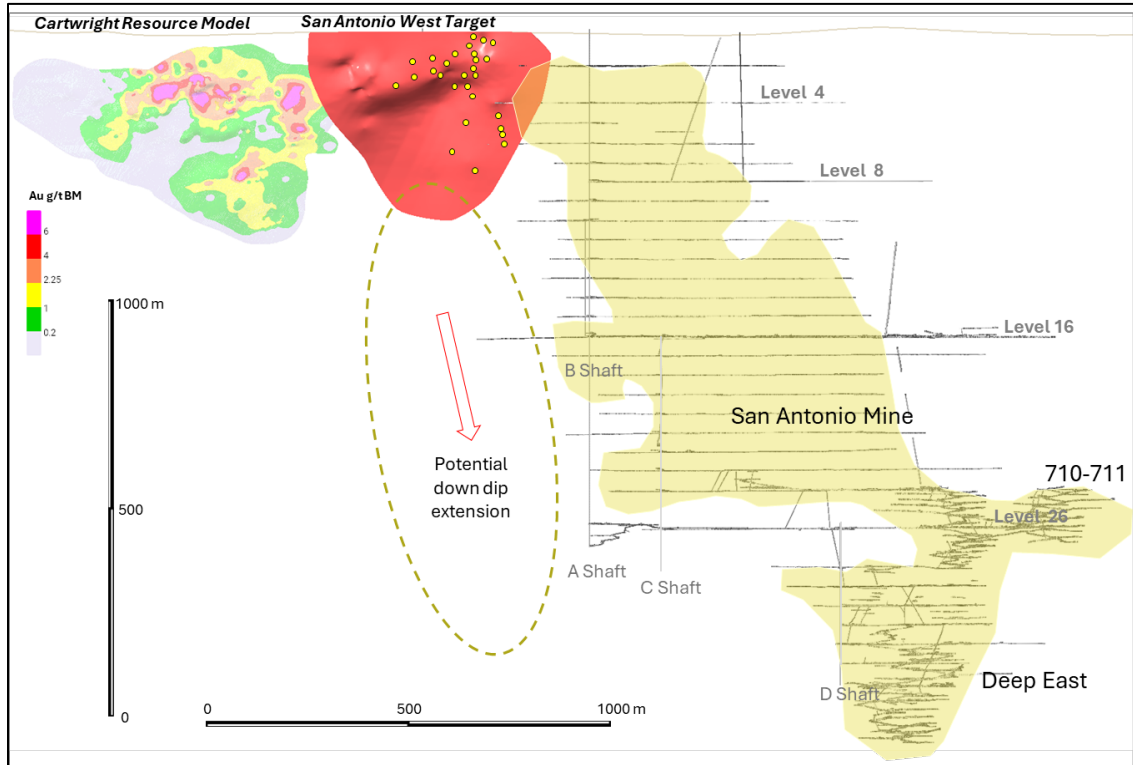 Cartwright Resource Model
San Antonio West Target
Level 4
Level 8
Au g/t BM
6
4
2.25
1
0.2
1000 m
500
0
Level 16
B Shaft
San Antonio Mine
Potential
down dip
extension
710-711
Level 26
A Shaft
C Shaft
D Shaft
Deep East
0
500
1000 m